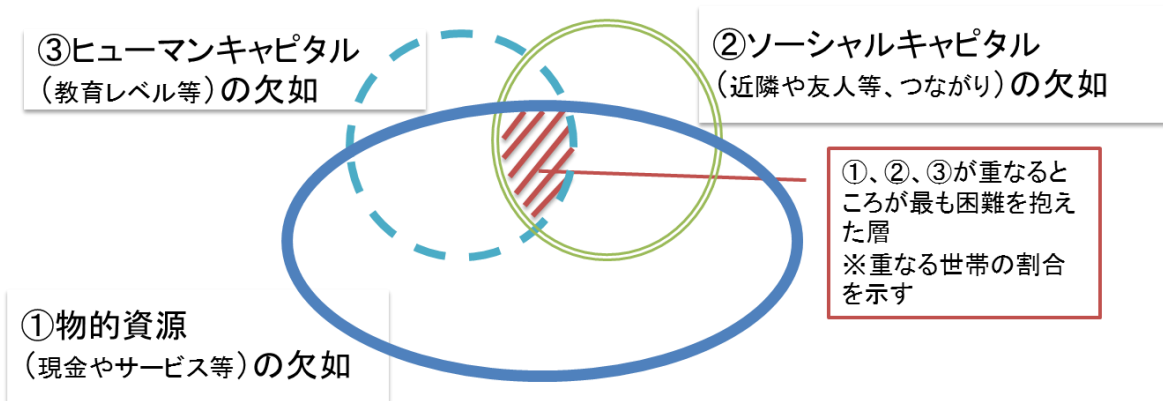 ③ヒューマンキャピタル
（教育レベル等）の欠如
②ソーシャルキャピタル
（近隣や友人等、つながり）の欠如
①、②、③が重なると
ころが最も困難を抱え
た層
※重なる世帯の割合
を示す
①物的資源
（現金やサービス等）の欠如